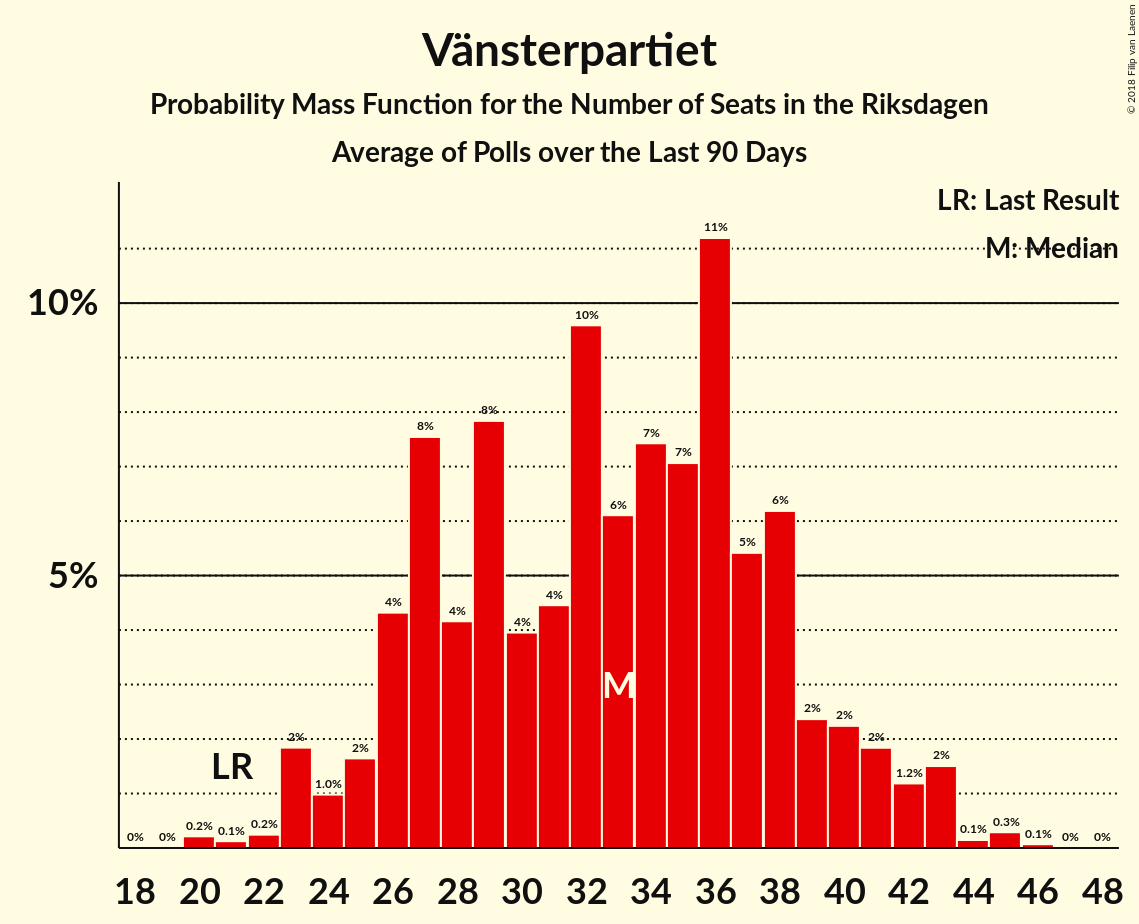 Vänsterpartiet
Probability Mass Function for the Number of Seats in the Riksdagen
Average of Polls over the Last 90 Days
© 2018 Filip van Laenen
LR: Last Result
M: Median
10%
5%
0% 0% 0.2% 0.1% 0.2% 2% 1.0% 2% 4% 8% 4% 8% 4% 4% 10% 6% 7% 7% 11% 5% 6% 2% 2% 2% 1.2% 2% 0.1% 0.3% 0.1% 0% 0%
LR
M
18 20 22 24 26 28 30 32 34 36 38 40 42 44 46 48